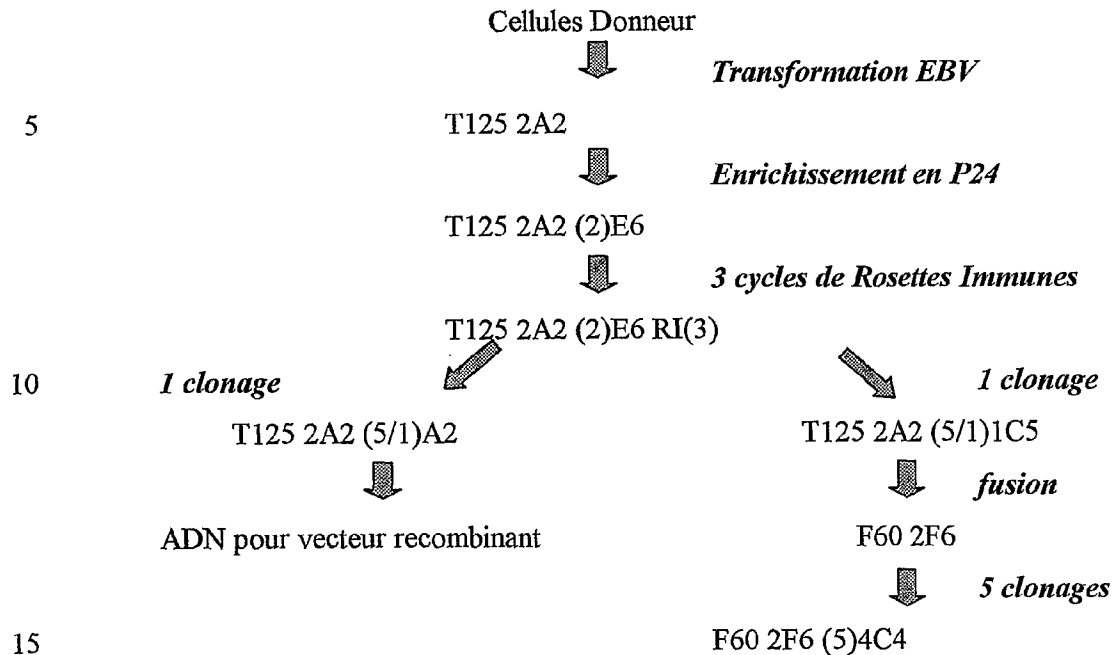 Cellules Donneur
Transformation EBV
5 T125 2A2
Enrichissement en P24
T125 2A2 (2)E6
3 cycles de Rosettes Immunes
T125 2A2 (2)E6 RI(3)
10 1 clonage 1 clonage
T125 2A2 (5/1)A2 T125 2A2 (5/1)1C5
fusion
ADN pour vecteur recombinant F60 2F6
5 clonages
15 F60 2F6 (5)4C4